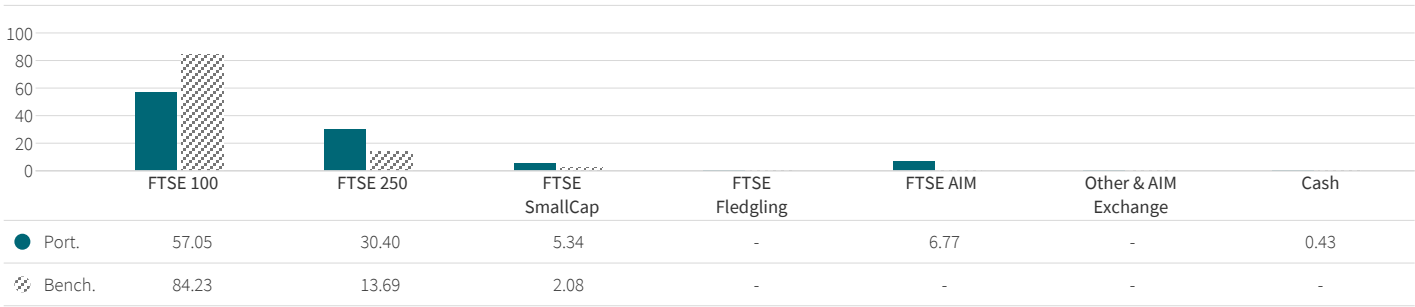 100
80
60
40
20
0
FTSE 100 FTSE 250 FTSE SmallCap FTSE Fledgling FTSE AIM Other & AIM Exchange Cash
Port. 57.05 30.40 5.34 - 6.77 - 0.43
Bench. 84.23 13.69 2.08 - - - -